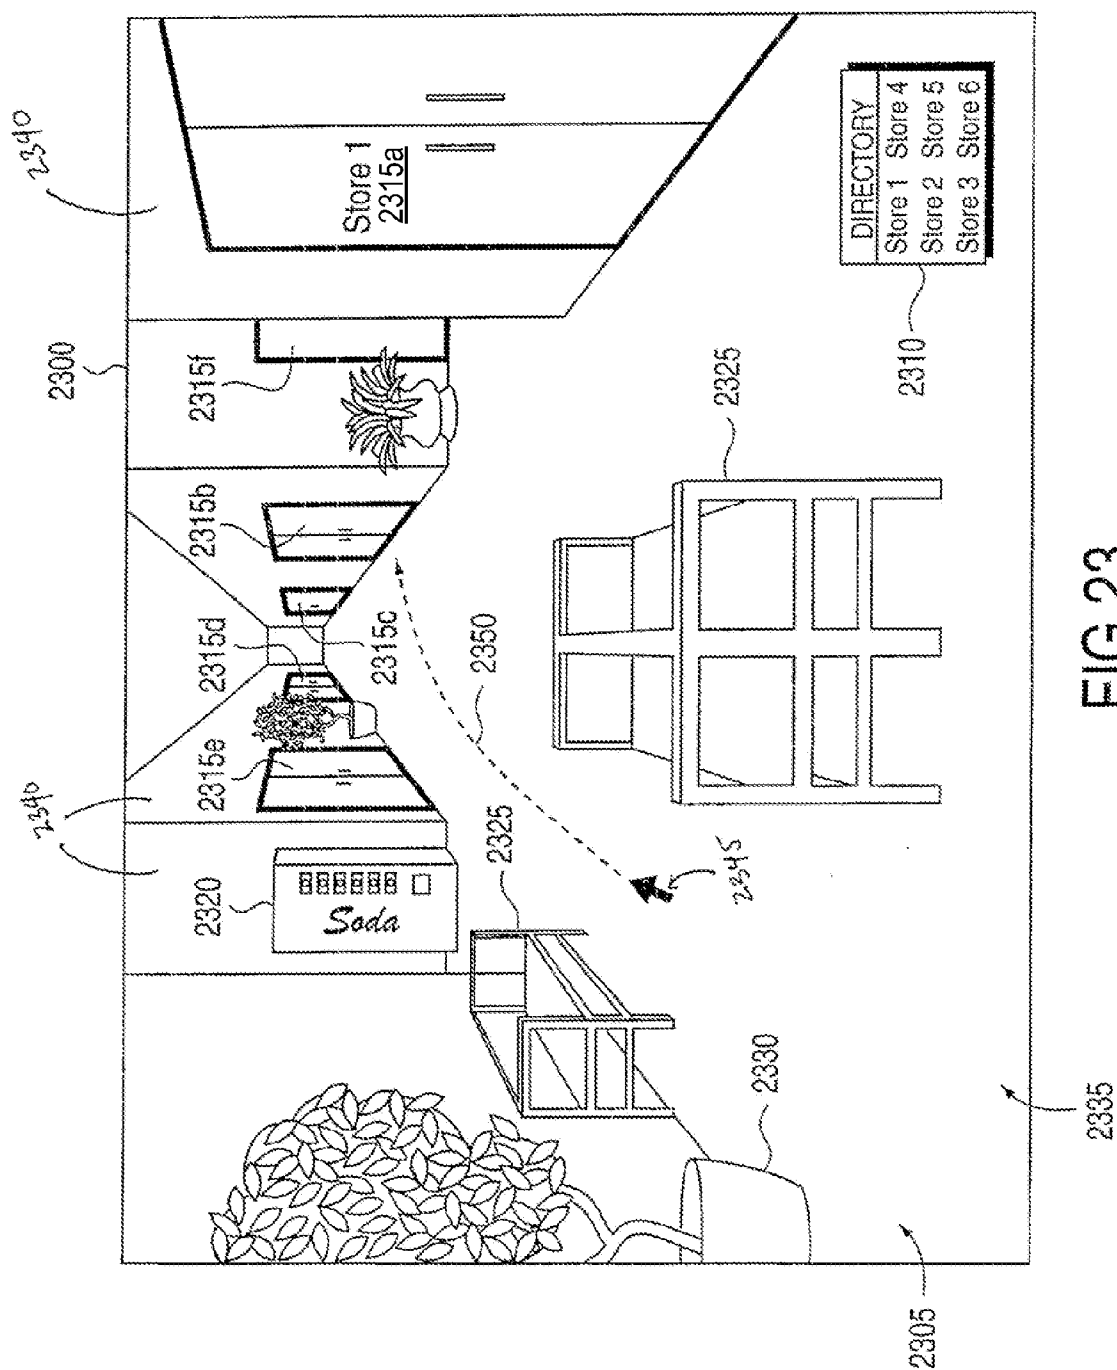 2340
2300
2315f
2315b
2315d
2315c
2315e
2340
2320
Soda
Store 1
2315a
2350
2325
2325
2345
2330
DIRECTORY
Store 1 Store 4
Store 2 Store 5
Store 3 Store 6
2310
2305
2335
FIG. 23